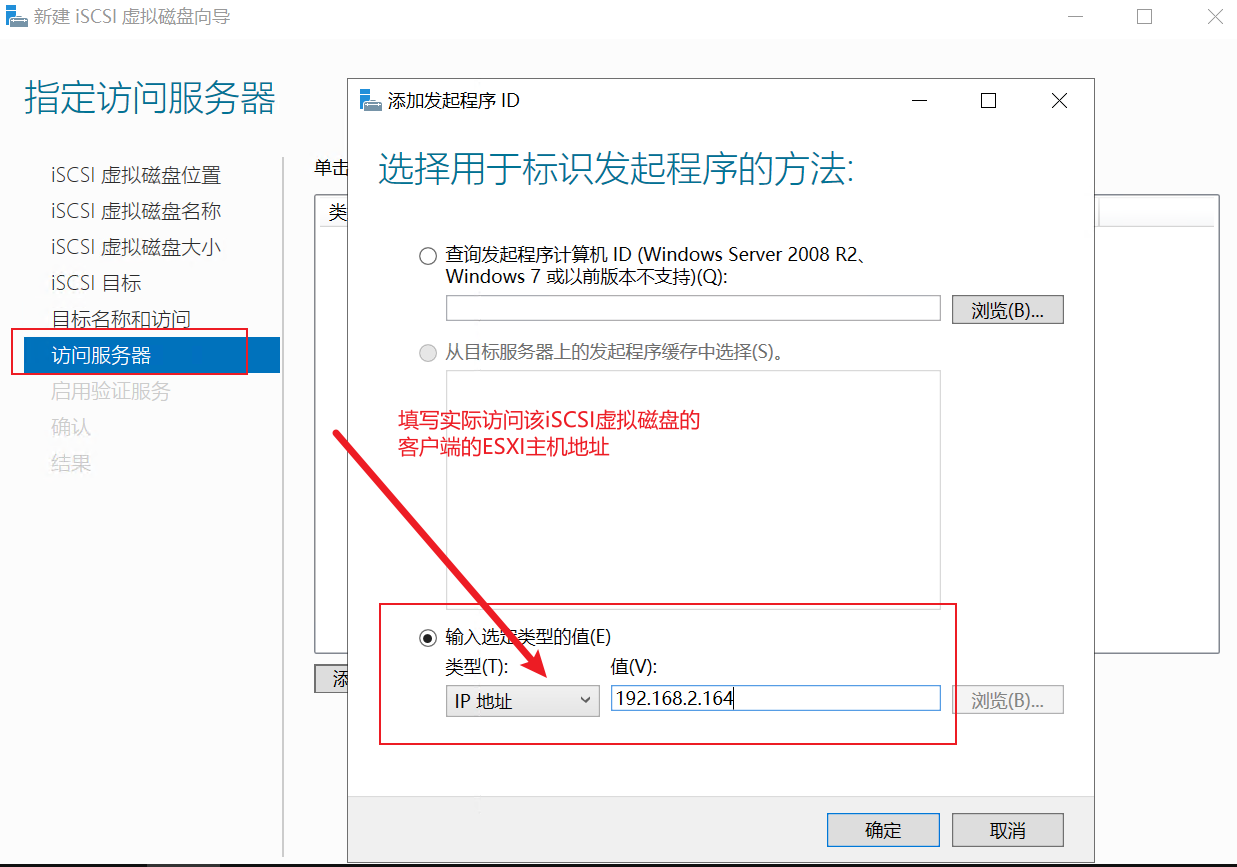 新建 iSCSI 虚拟磁盘向导
指定访问服务器
iSCSI 虚拟磁盘位置
iSCSI 虚拟磁盘名称
iSCSI 虚拟磁盘大小
iSCSI 目标
目标名称和访问
访问服务器
启用验证服务
确认
结果
单击
类
添
添加发起程序 ID
选择用于标识发起程序的方法:
查询发起程序计算机 ID (Windows Server 2008 R2、
Windows 7 或以前版本不支持)(Q):
浏览(B)...
从目标服务器上的发起程序缓存中选择(S)。
填写实际访问该iSCSI虚拟磁盘的
客户端的ESXI主机地址
输入选定类型的值(E)
类型(T): 值(V):
IP 地址 192.168.2.164 浏览(B)...
确定 取消